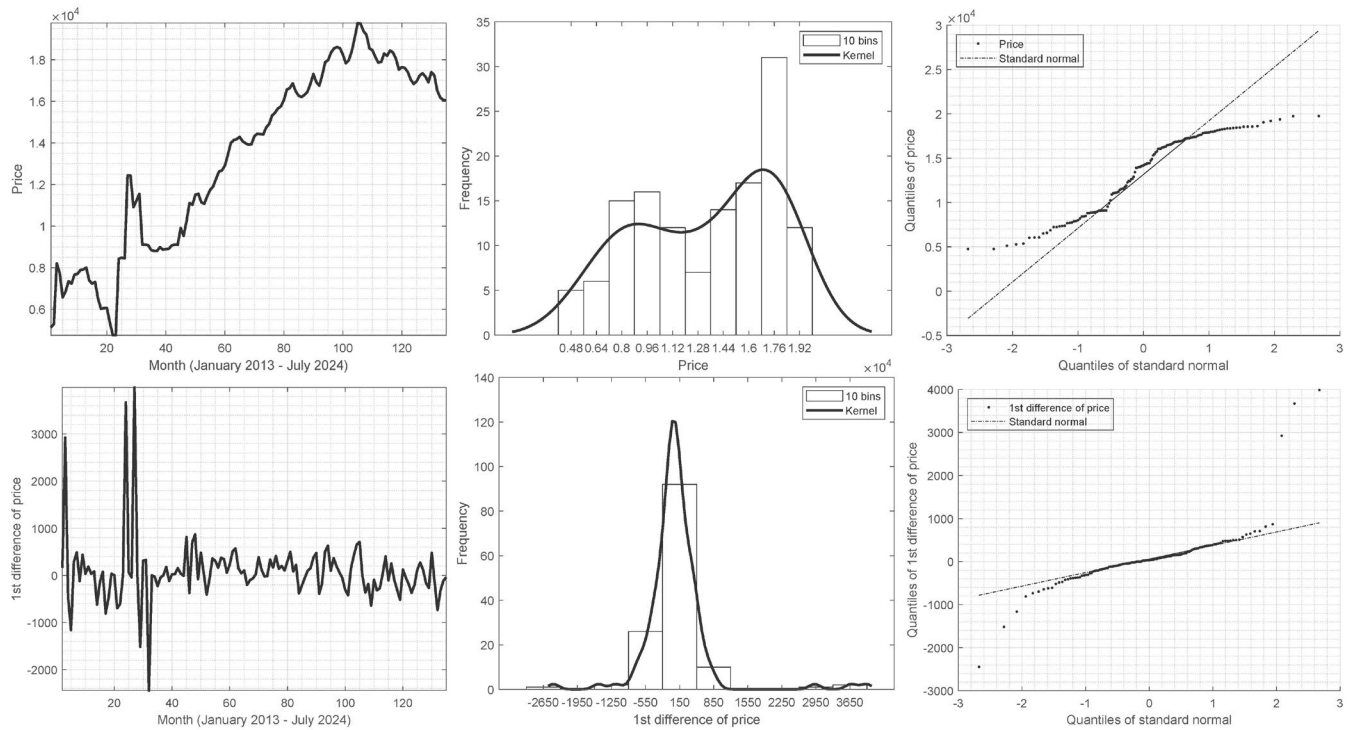 ×10⁴
1.8
1.6
1.4
1.2
1
0.8
0.6
Price
20 40 60 80 100 120
Month (January 2013 - July 2024)
35
30
25
20
15
10
5
0
Frequency
10 bins
Kernel
0.48 0.64 0.8 0.96 1.12 1.28 1.44 1.6 1.76 1.92
Price
×10⁴
×10⁴
3
2.5
2
1.5
1
0.5
0
-0.5
Quantiles of price
Price
Standard normal
-3 -2 -1 0 1 2 3
Quantiles of standard normal
3000
2000
1000
0
-1000
-2000
1st difference of price
20 40 60 80 100 120
Month (January 2013 - July 2024)
140
120
100
80
60
40
20
0
Frequency
10 bins
Kernel
-2650 -1950 -1250 -550 150 850 1550 2250 2950 3650
1st difference of price
4000
3000
2000
1000
0
-1000
-2000
-3000
Quantiles of 1st difference of price
1st difference of price
Standard normal
-3 -2 -1 0 1 2 3
Quantiles of standard normal